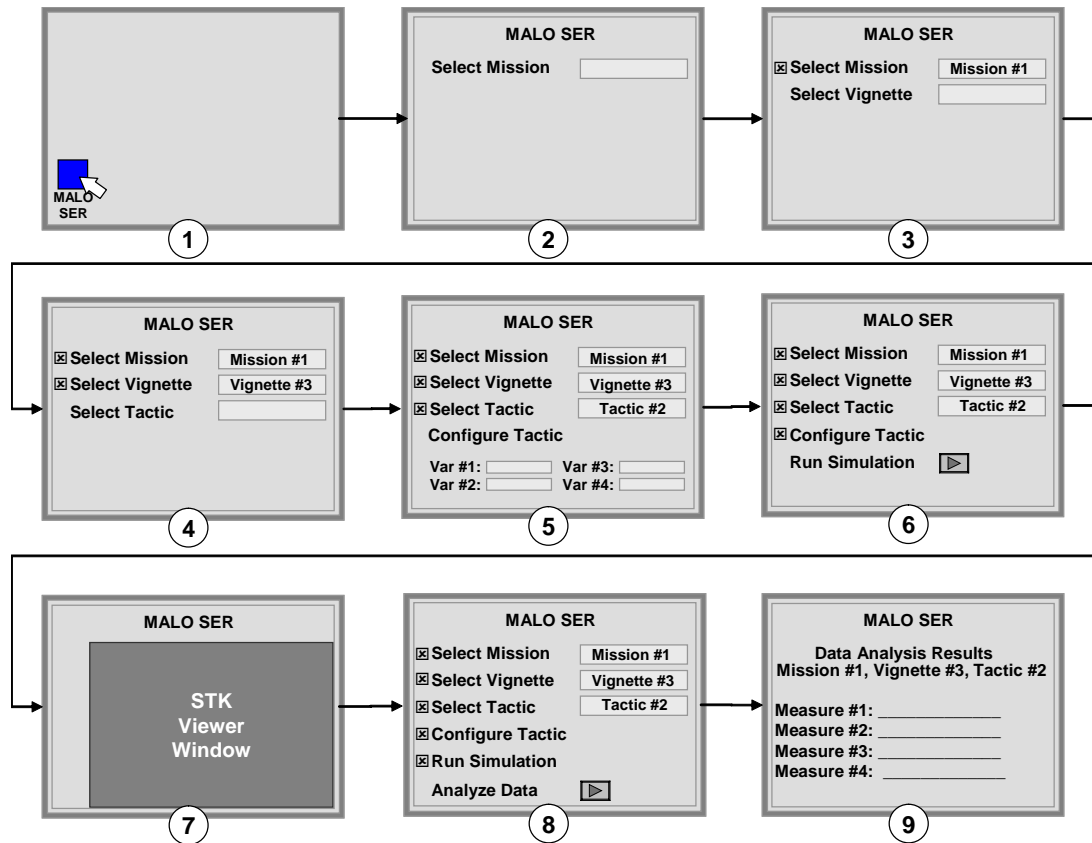 MALO
SER
1
MALO SER
Select Mission
2
MALO SER
Select Mission Mission #1
Select Vignette
3
MALO SER
Select Mission Mission #1
Select Vignette Vignette #3
Select Tactic
4
MALO SER
Select Mission Mission #1
Select Vignette Vignette #3
Select Tactic Tactic #2
Configure Tactic
Var #1: Var #3:
Var #2: Var #4:
5
MALO SER
Select Mission Mission #1
Select Vignette Vignette #3
Select Tactic Tactic #2
Configure Tactic
Run Simulation
6
MALO SER
STK
Viewer
Window
7
MALO SER
Select Mission Mission #1
Select Vignette Vignette #3
Select Tactic Tactic #2
Configure Tactic
Run Simulation
Analyze Data
8
MALO SER
Data Analysis Results
Mission #1, Vignette #3, Tactic #2
Measure #1: _____________
Measure #2: _____________
Measure #3: _____________
Measure #4: _____________
9